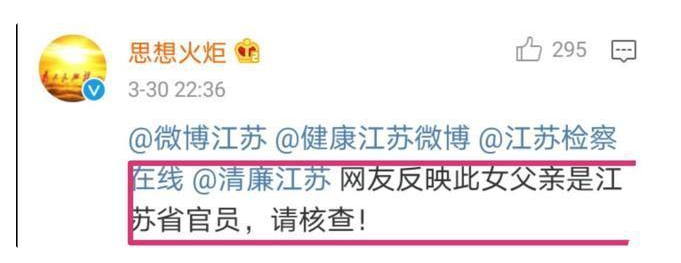 思想火炬
295
3-30 22:36
@微博江苏 @健康江苏微博 @江苏检察
在线 @清廉江苏 网友反映此女父亲是江
苏省官员，请核查！